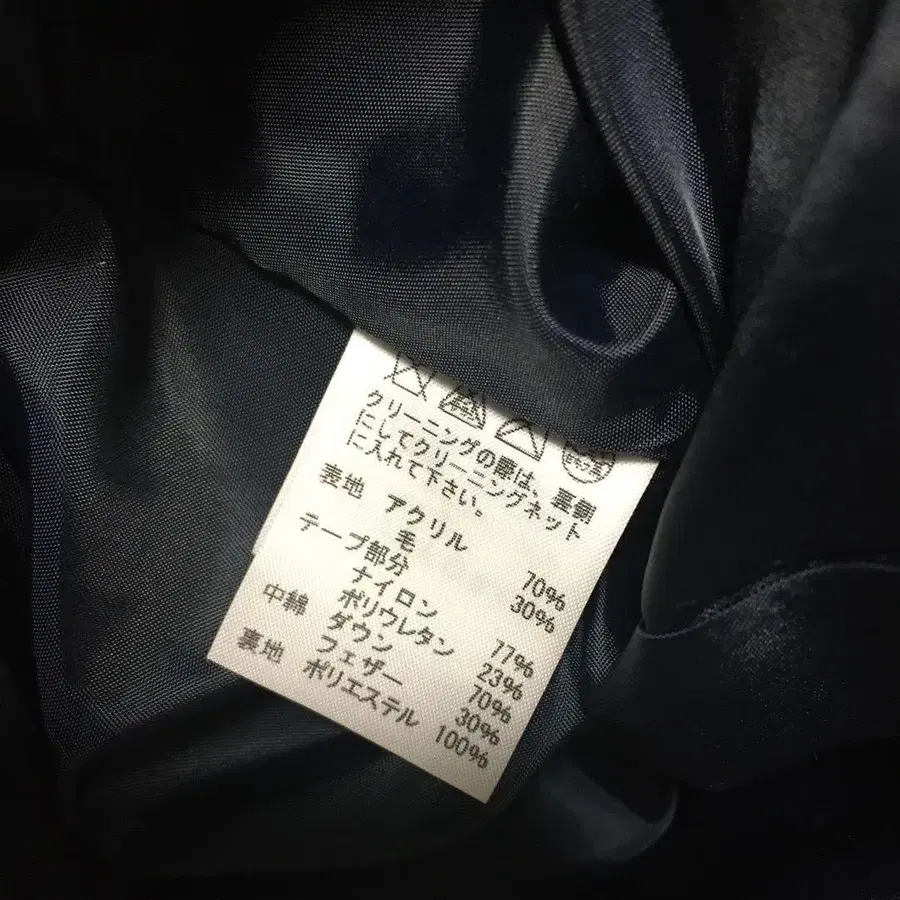 クリーニングの際は、裏側
にしてクリーニングネット
に入れて下さい。
表地 アクリル 70%
毛 30%
テープ部分
ナイロン 77%
ポリウレタン 23%
中綿 ダウン 70%
フェザー 30%
裏地 ポリエステル 100%